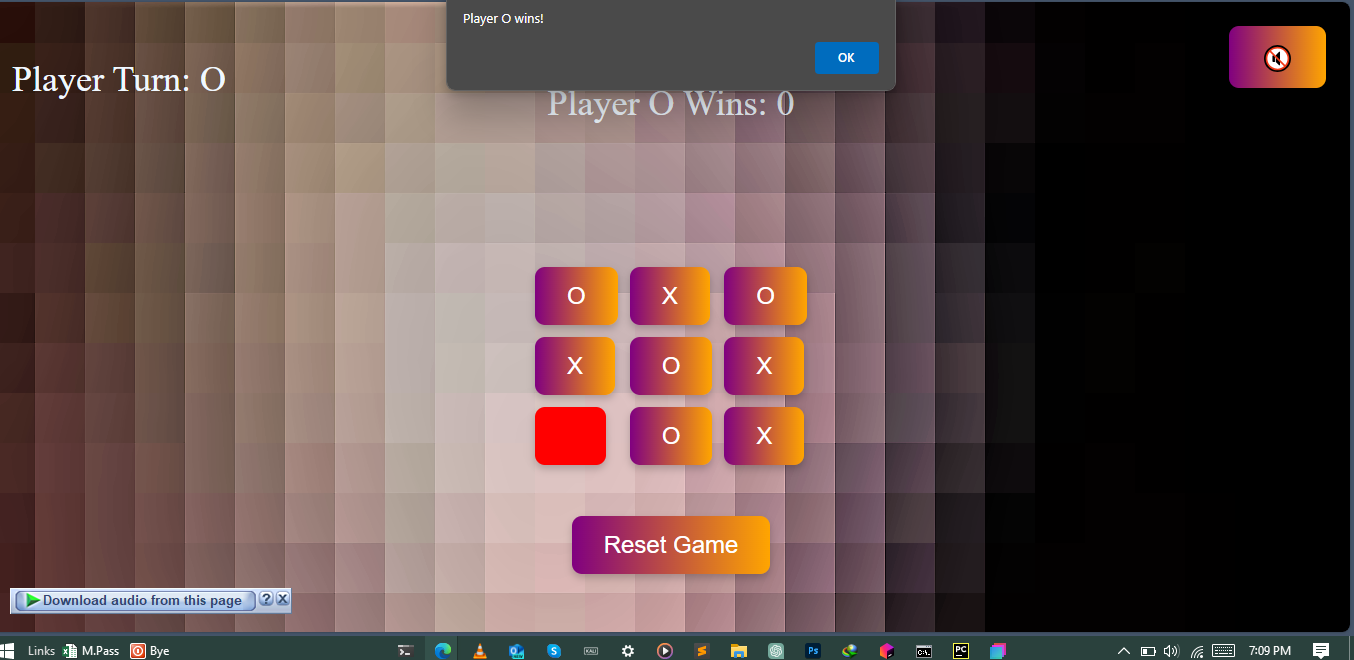 Player O wins!
OK
Player Turn: O
Player O Wins: 0
O X O
X O X
O X
Reset Game
Download audio from this page ? X
Links M.Pass Bye
7:09 PM